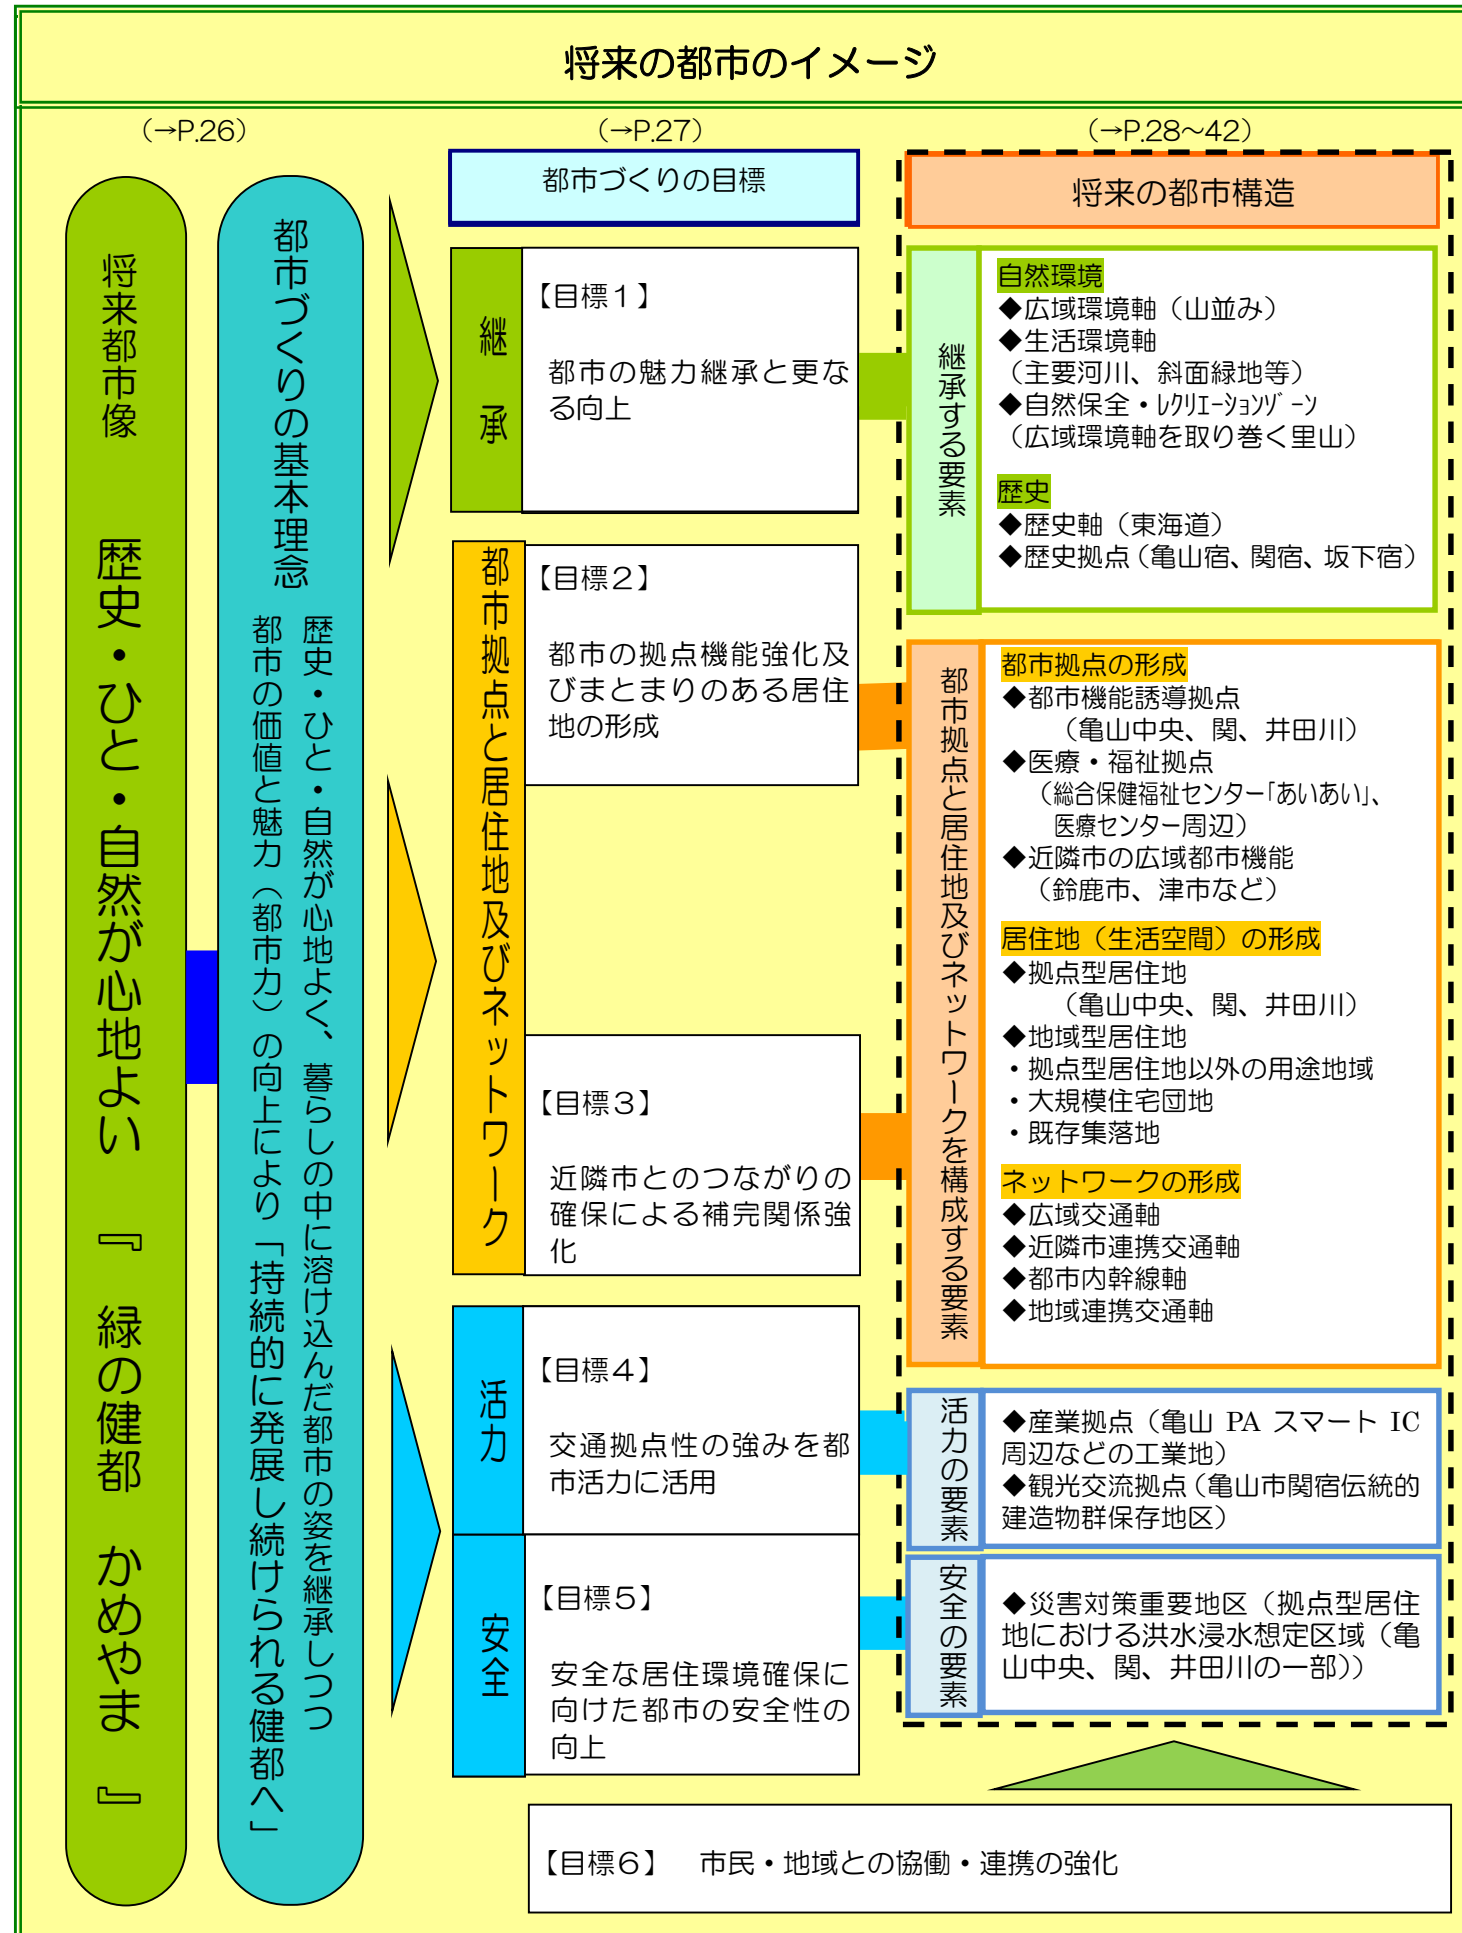 将来の都市のイメージ
（→P.26）
（→P.27）
（→P.28～42）
将来都市像　歴史・ひと・自然が心地よい『 緑の健都　かめやま 』
都市づくりの基本理念
歴史・ひと・自然が心地よく、暮らしの中に溶け込んだ都市の姿を継承しつつ
都市の価値と魅力（都市力）の向上により「持続的に発展し続けられる健都へ」
都市づくりの目標
継　承
【目標１】
都市の魅力継承と更な
る向上
都市拠点と居住地及びネットワーク
【目標２】
都市の拠点機能強化及
びまとまりのある居住
地の形成
【目標３】
近隣市とのつながりの
確保による補完関係強
化
活力
【目標４】
交通拠点性の強みを都
市活力に活用
安全
【目標５】
安全な居住環境確保に
向けた都市の安全性の
向上
将来の都市構造
継承する要素
自然環境
◆広域環境軸（山並み）
◆生活環境軸
（主要河川、斜面緑地等）
◆自然保全・ﾚｸﾘｴｰｼｮﾝｿﾞｰﾝ
（広域環境軸を取り巻く里山）
歴史
◆歴史軸（東海道）
◆歴史拠点（亀山宿、関宿、坂下宿）
都市拠点と居住地及びネットワークを構成する要素
都市拠点の形成
◆都市機能誘導拠点
（亀山中央、関、井田川）
◆医療・福祉拠点
（総合保健福祉センター「あいあい」、
医療センター周辺）
◆近隣市の広域都市機能
（鈴鹿市、津市など）
居住地（生活空間）の形成
◆拠点型居住地
（亀山中央、関、井田川）
◆地域型居住地
・拠点型居住地以外の用途地域
・大規模住宅団地
・既存集落地
ネットワークの形成
◆広域交通軸
◆近隣市連携交通軸
◆都市内幹線軸
◆地域連携交通軸
活力の要素
◆産業拠点（亀山 PA スマート IC
周辺などの工業地）
◆観光交流拠点（亀山市関宿伝統的
建造物群保存地区）
安全の要素
◆災害対策重要地区（拠点型居住
地における洪水浸水想定区域（亀
山中央、関、井田川の一部））
【目標６】　市民・地域との協働・連携の強化